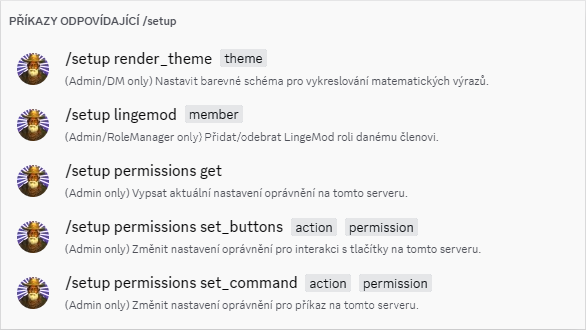 PŘÍKAZY ODPOVÍDAJÍCÍ /setup
/setup render_theme theme
(Admin/DM only) Nastavit barevné schéma pro vykreslování matematických výrazů.
/setup lingemod member
(Admin/RoleManager only) Přidat/odebrat LingeMod roli danému členovi.
/setup permissions get
(Admin only) Vypsat aktuální nastavení oprávnění na tomto serveru.
/setup permissions set_buttons action permission
(Admin only) Změnit nastavení oprávnění pro interakci s tlačítky na tomto serveru.
/setup permissions set_command action permission
(Admin only) Změnit nastavení oprávnění pro příkaz na tomto serveru.